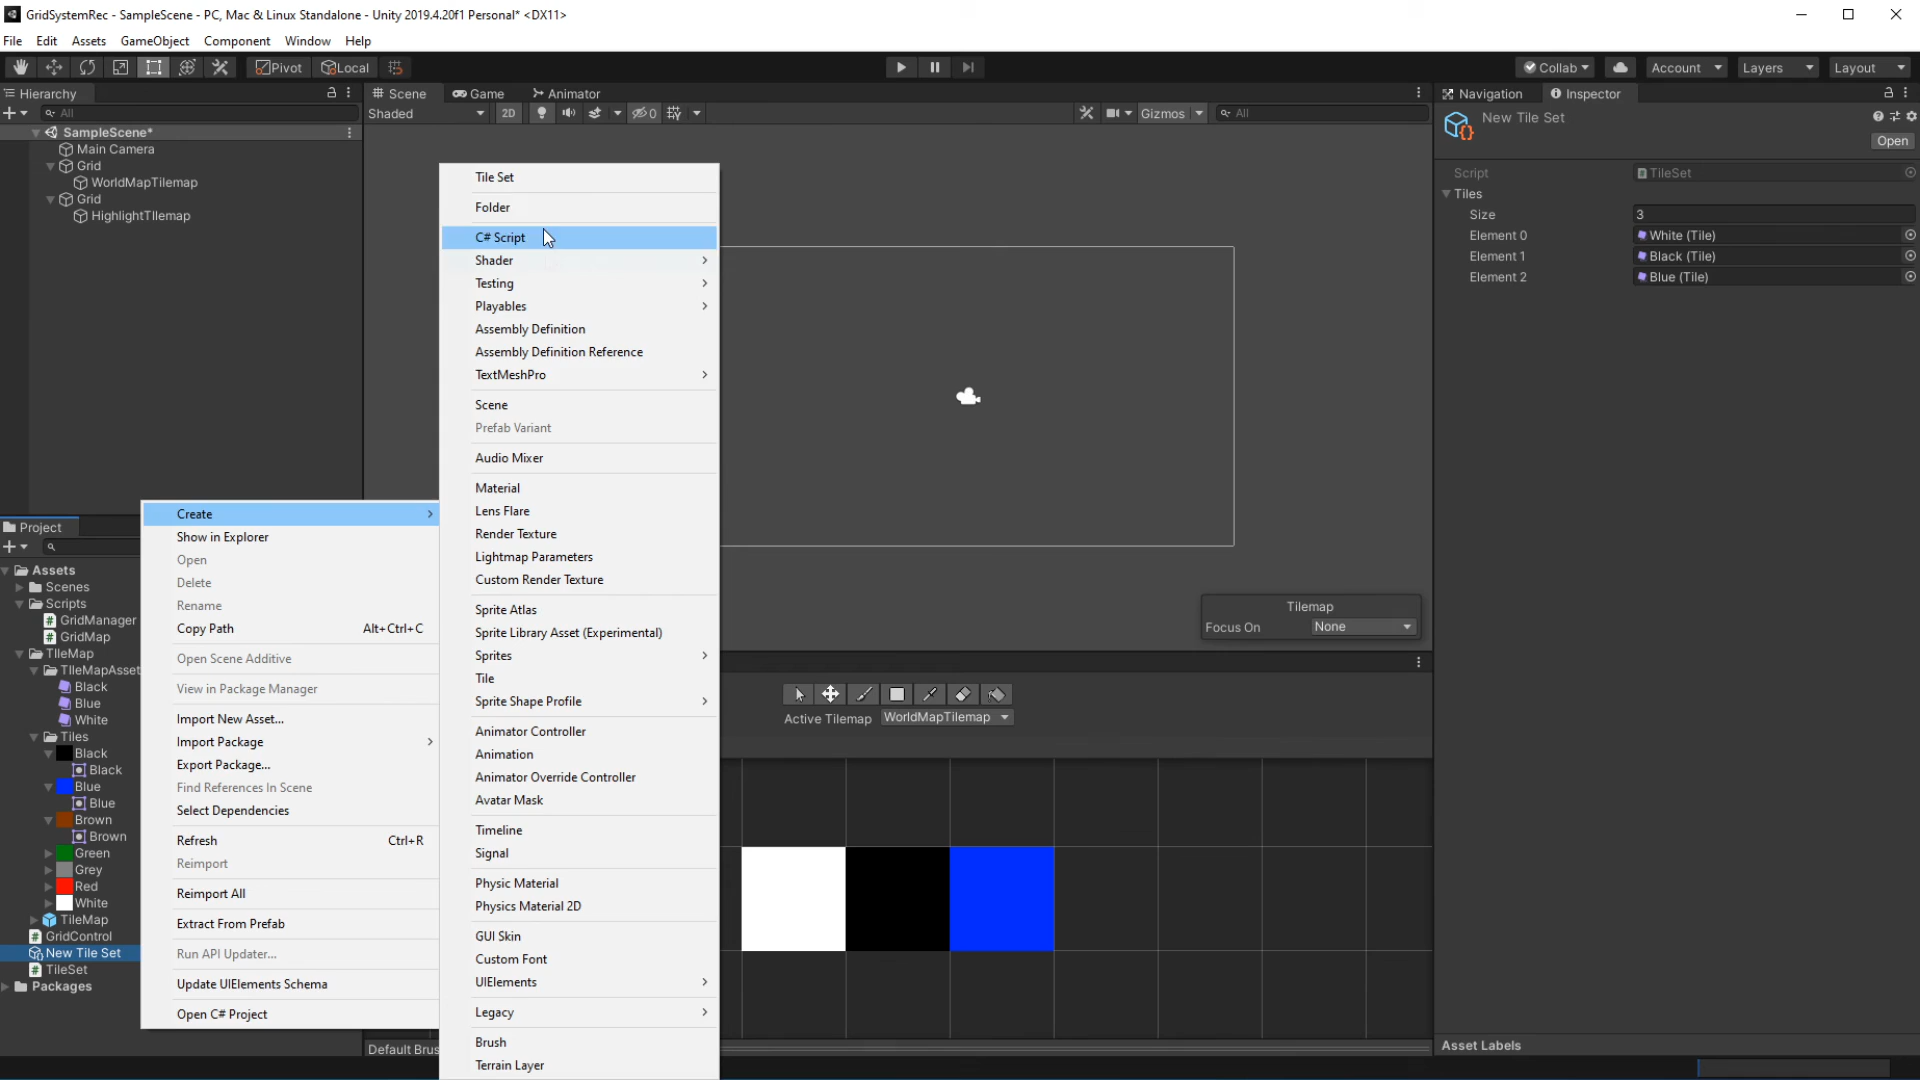 GridSystemRec - SampleScene - PC, Mac & Linux Standalone - Unity 2019.4.20f1 Personal* <DX11>
File Edit Assets GameObject Component Window Help
Pivot Local Collab Account Layers Layout
Hierarchy
All
SampleScene*
Main Camera
Grid
WorldMapTilemap
Grid
HighlightTIlemap
Scene Game Animator
Shaded 2D 0 Gizmos All
Tile Set
Folder
C# Script
Shader
Testing
Playables
Assembly Definition
Assembly Definition Reference
TextMeshPro
Scene
Prefab Variant
Audio Mixer
Material
Lens Flare
Render Texture
Lightmap Parameters
Custom Render Texture
Sprite Atlas
Sprite Library Asset (Experimental)
Sprites
Tile
Sprite Shape Profile
Animator Controller
Animation
Animator Override Controller
Avatar Mask
Timeline
Signal
Physic Material
Physics Material 2D
GUI Skin
Custom Font
UIElements
Legacy
Brush
Terrain Layer
Create
Show in Explorer
Open
Delete
Rename
Copy Path Alt+Ctrl+C
Open Scene Additive
View in Package Manager
Import New Asset...
Import Package
Export Package...
Find References In Scene
Select Dependencies
Refresh Ctrl+R
Reimport
Reimport All
Extract From Prefab
Run API Updater...
Update UIElements Schema
Open C# Project
Project
Assets
Scenes
Scripts
GridManager
GridMap
TIleMap
TIleMapAsset
Black
Blue
White
Tiles
Black
Black
Blue
Blue
Brown
Brown
Green
Grey
Red
White
TileMap
GridControl
New Tile Set
TileSet
Packages
Tilemap
Focus On None
Active Tilemap WorldMapTilemap
Default Brus
Navigation Inspector
New Tile Set
Open
Script TileSet
Tiles
Size 3
Element 0 White (Tile)
Element 1 Black (Tile)
Element 2 Blue (Tile)
Asset Labels